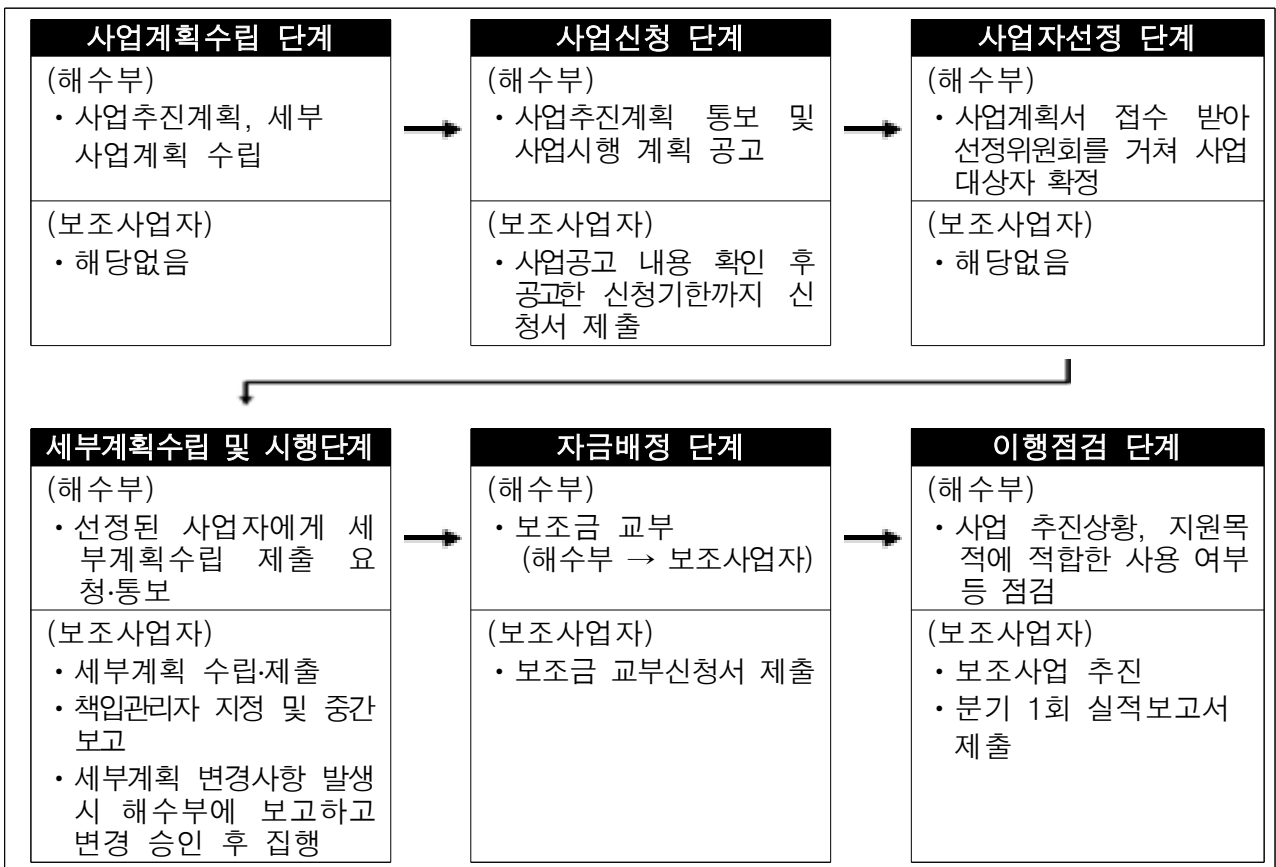 사업계획수립 단계
(해수부)
・사업추진계획, 세부
사업계획 수립
(보조사업자)
・해당없음
사업신청 단계
(해수부)
・사업추진계획 통보 및
사업시행 계획 공고
(보조사업자)
・사업공고 내용 확인 후
공고한 신청기한까지 신
청서 제출
사업자선정 단계
(해수부)
・사업계획서 접수 받아
선정위원회를 거쳐 사업
대상자 확정
(보조사업자)
・해당없음
세부계획수립 및 시행단계
(해수부)
・선정된 사업자에게 세
부계획수립 제출 요
청·통보
(보조사업자)
・세부계획 수립·제출
・책임관리자 지정 및 중간
보고
・세부계획 변경사항 발생
시 해수부에 보고하고
변경 승인 후 집행
자금배정 단계
(해수부)
・보조금 교부
(해수부 → 보조사업자)
(보조사업자)
・보조금 교부신청서 제출
이행점검 단계
(해수부)
・사업 추진상황, 지원목
적에 적합한 사용 여부
등 점검
(보조사업자)
・보조사업 추진
・분기 1회 실적보고서
제출